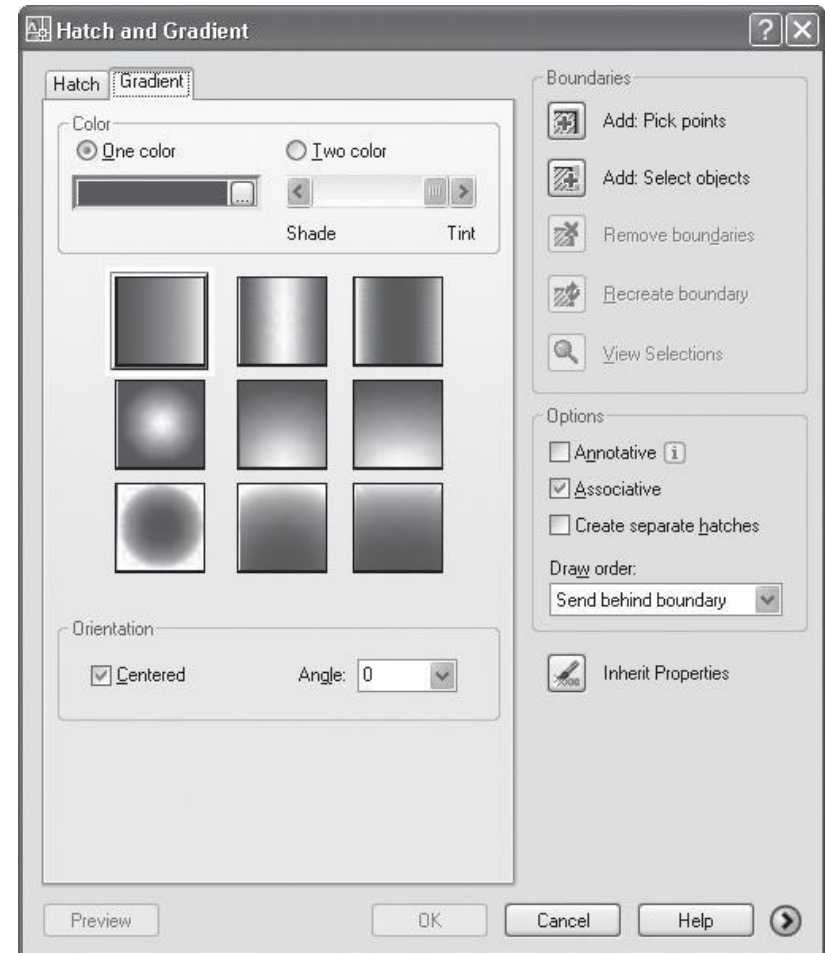 Hatch and Gradient
Hatch
Gradient
Color
One color
Two color
...
Shade
Tint
Orientation
Centered
Angle: 0
Boundaries
Add: Pick points
Add: Select objects
Remove boundaries
Recreate boundary
View Selections
Options
Annotative
Associative
Create separate hatches
Draw order:
Send behind boundary
Inherit Properties
Preview
OK
Cancel
Help